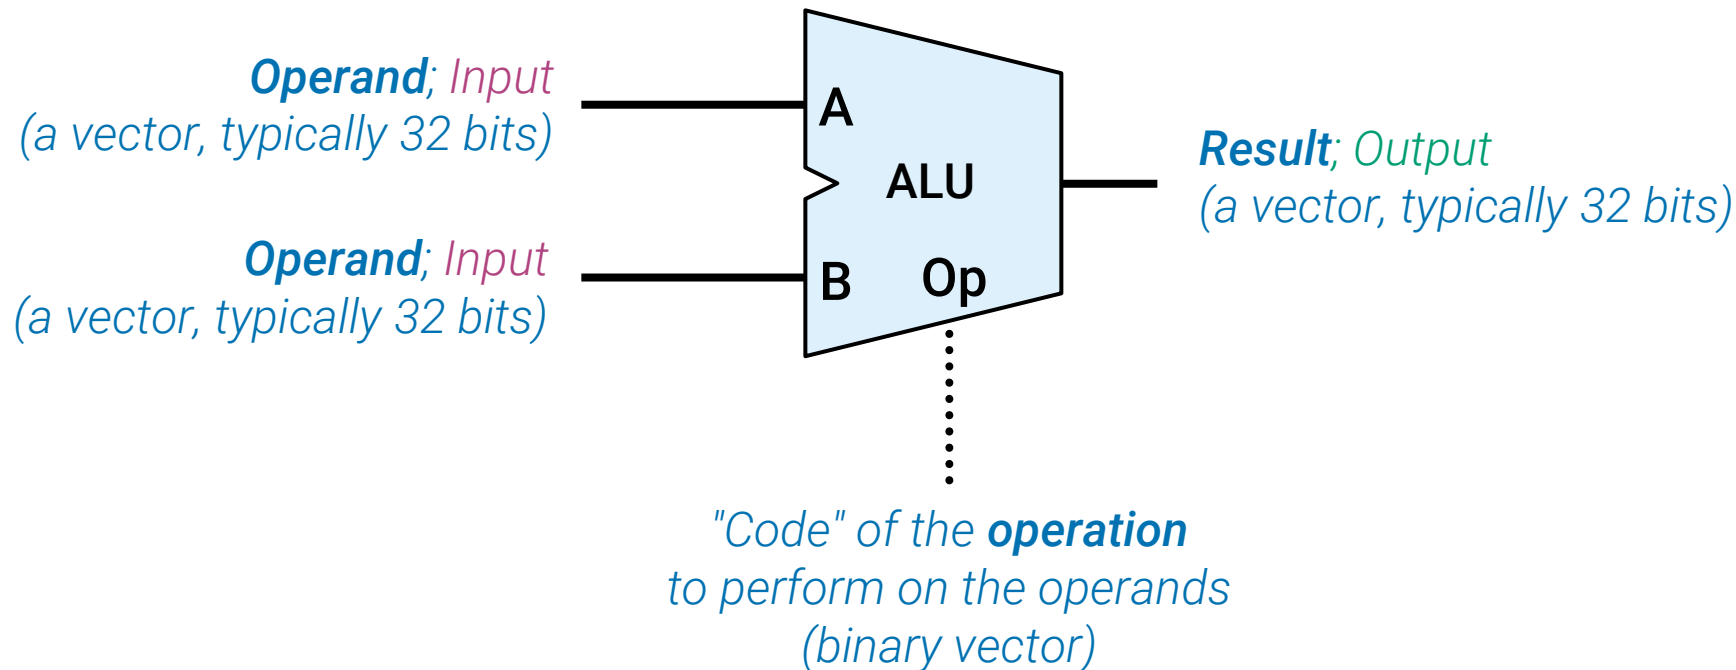 Operand; Input
(a vector, typically 32 bits)
A
Result; Output
(a vector, typically 32 bits)
ALU
Operand; Input
(a vector, typically 32 bits)
B
Op
"Code" of the operation
to perform on the operands
(binary vector)